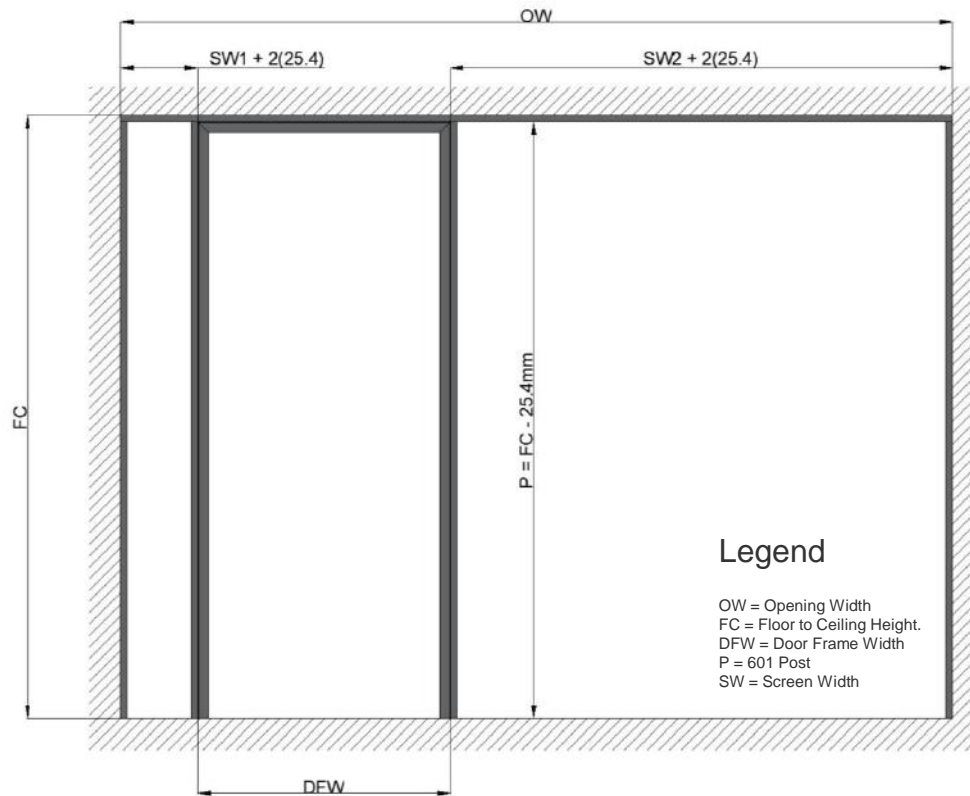 OW
SW1 + 2(25.4)
SW2 + 2(25.4)
FC
P = FC - 25.4mm
Legend
OW = Opening Width
FC = Floor to Ceiling Height.
DFW = Door Frame Width
P = 601 Post
SW = Screen Width
DFW